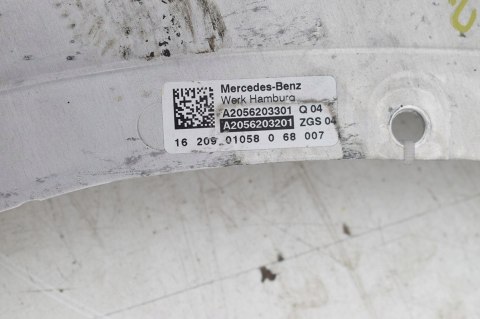 Mercedes-Benz
Werk Hamburg
A2056203301 Q 04
A2056203201 ZGS 04
16 209 01058 0 68 007